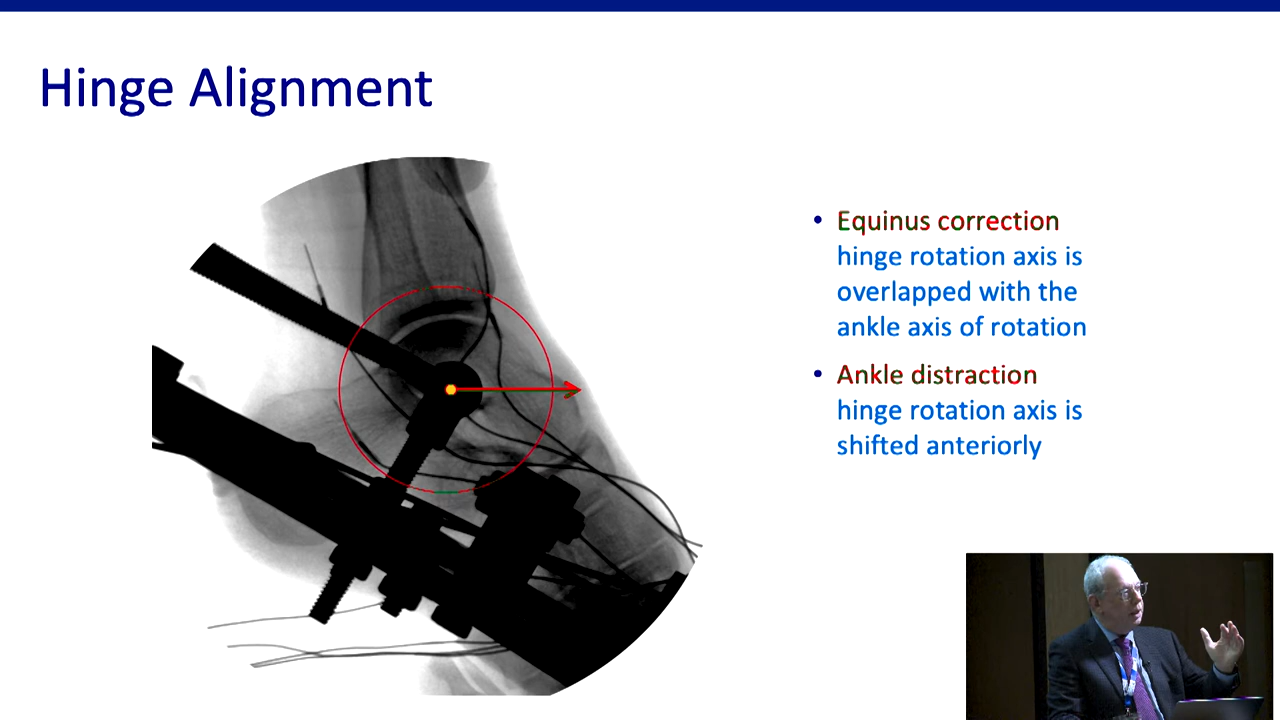 Hinge Alignment
• Equinus correction
hinge rotation axis is
overlapped with the
ankle axis of rotation
• Ankle distraction
hinge rotation axis is
shifted anteriorly